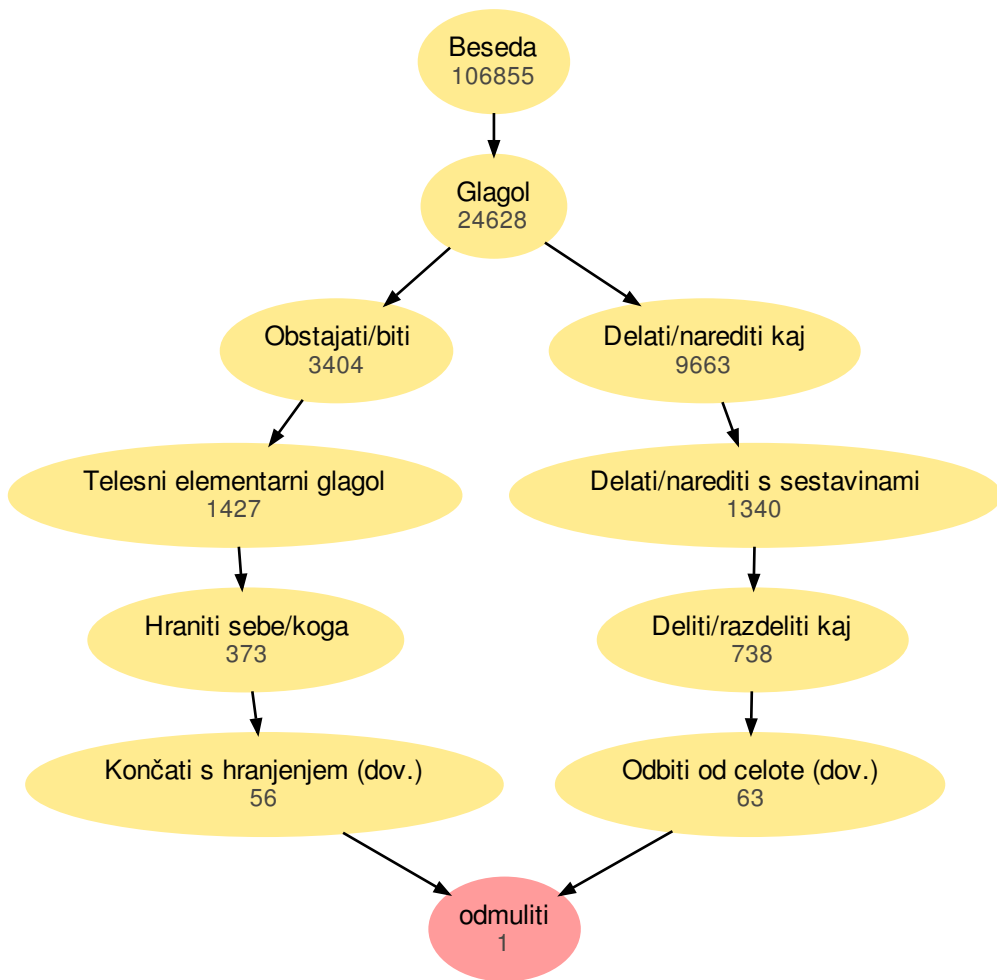 Beseda
106855
Glagol
24628
Obstajati/biti
3404
Delati/narediti kaj
9663
Telesni elementarni glagol
1427
Delati/narediti s sestavinami
1340
Hraniti sebe/koga
373
Deliti/razdeliti kaj
738
Končati s hranjenjem (dov.)
56
Odbiti od celote (dov.)
63
odmuliti
1